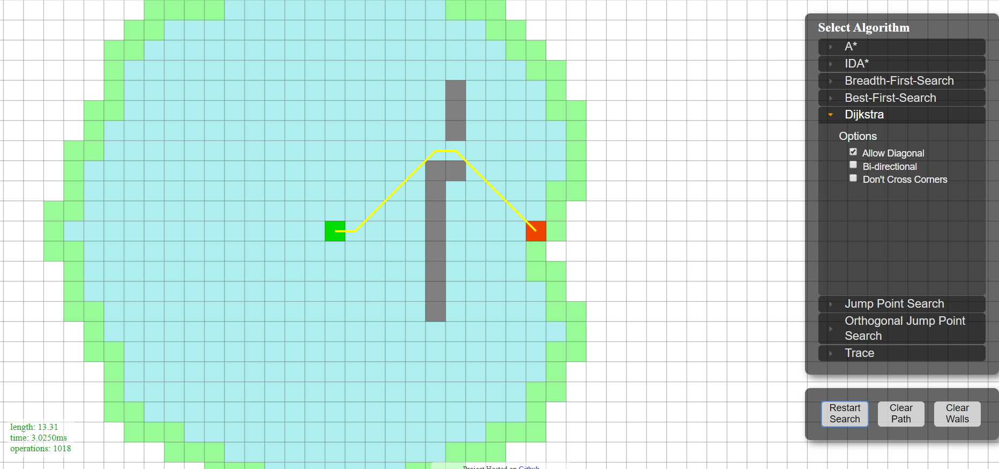 Select Algorithm
A*
IDA*
Breadth-First-Search
Best-First-Search
Dijkstra
Options
Allow Diagonal
Bi-directional
Don't Cross Corners
Jump Point Search
Orthogonal Jump Point
Search
Trace
Restart
Search
Clear
Path
Clear
Walls
length: 13.31
time: 3.0250ms
operations: 1018
Project Hosted on Github